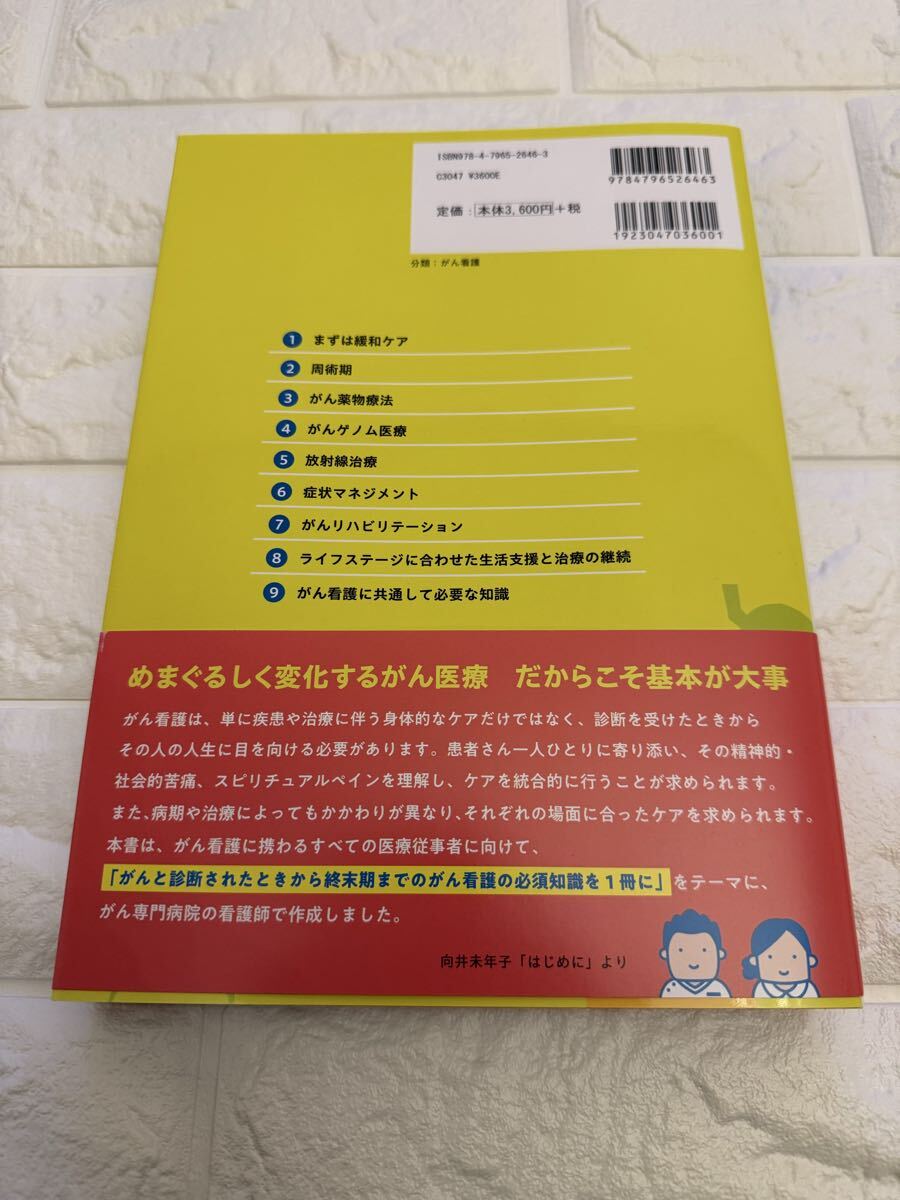 ISBN978-4-7965-2646-3
C3047 ¥3600E
定価：本体3,600円＋税
9784796526463
1923047036001
分類：がん看護
1 まずは緩和ケア
2 周術期
3 がん薬物療法
4 がんゲノム医療
5 放射線治療
6 症状マネジメント
7 がんリハビリテーション
8 ライフステージに合わせた生活支援と治療の継続
9 がん看護に共通して必要な知識
めまぐるしく変化するがん医療　だからこそ基本が大事
がん看護は、単に疾患や治療に伴う身体的なケアだけではなく、診断を受けたときから
その人の人生に目を向ける必要があります。患者さん一人ひとりに寄り添い、その精神的・
社会的苦痛、スピリチュアルペインを理解し、ケアを統合的に行うことが求められます。
また、病期や治療によってもかかわりが異なり、それぞれの場面に合ったケアを求められます。
本書は、がん看護に携わるすべての医療従事者に向けて、
「がんと診断されたときから終末期までのがん看護の必須知識を1冊に」をテーマに、
がん専門病院の看護師で作成しました。
向井未年子「はじめに」より